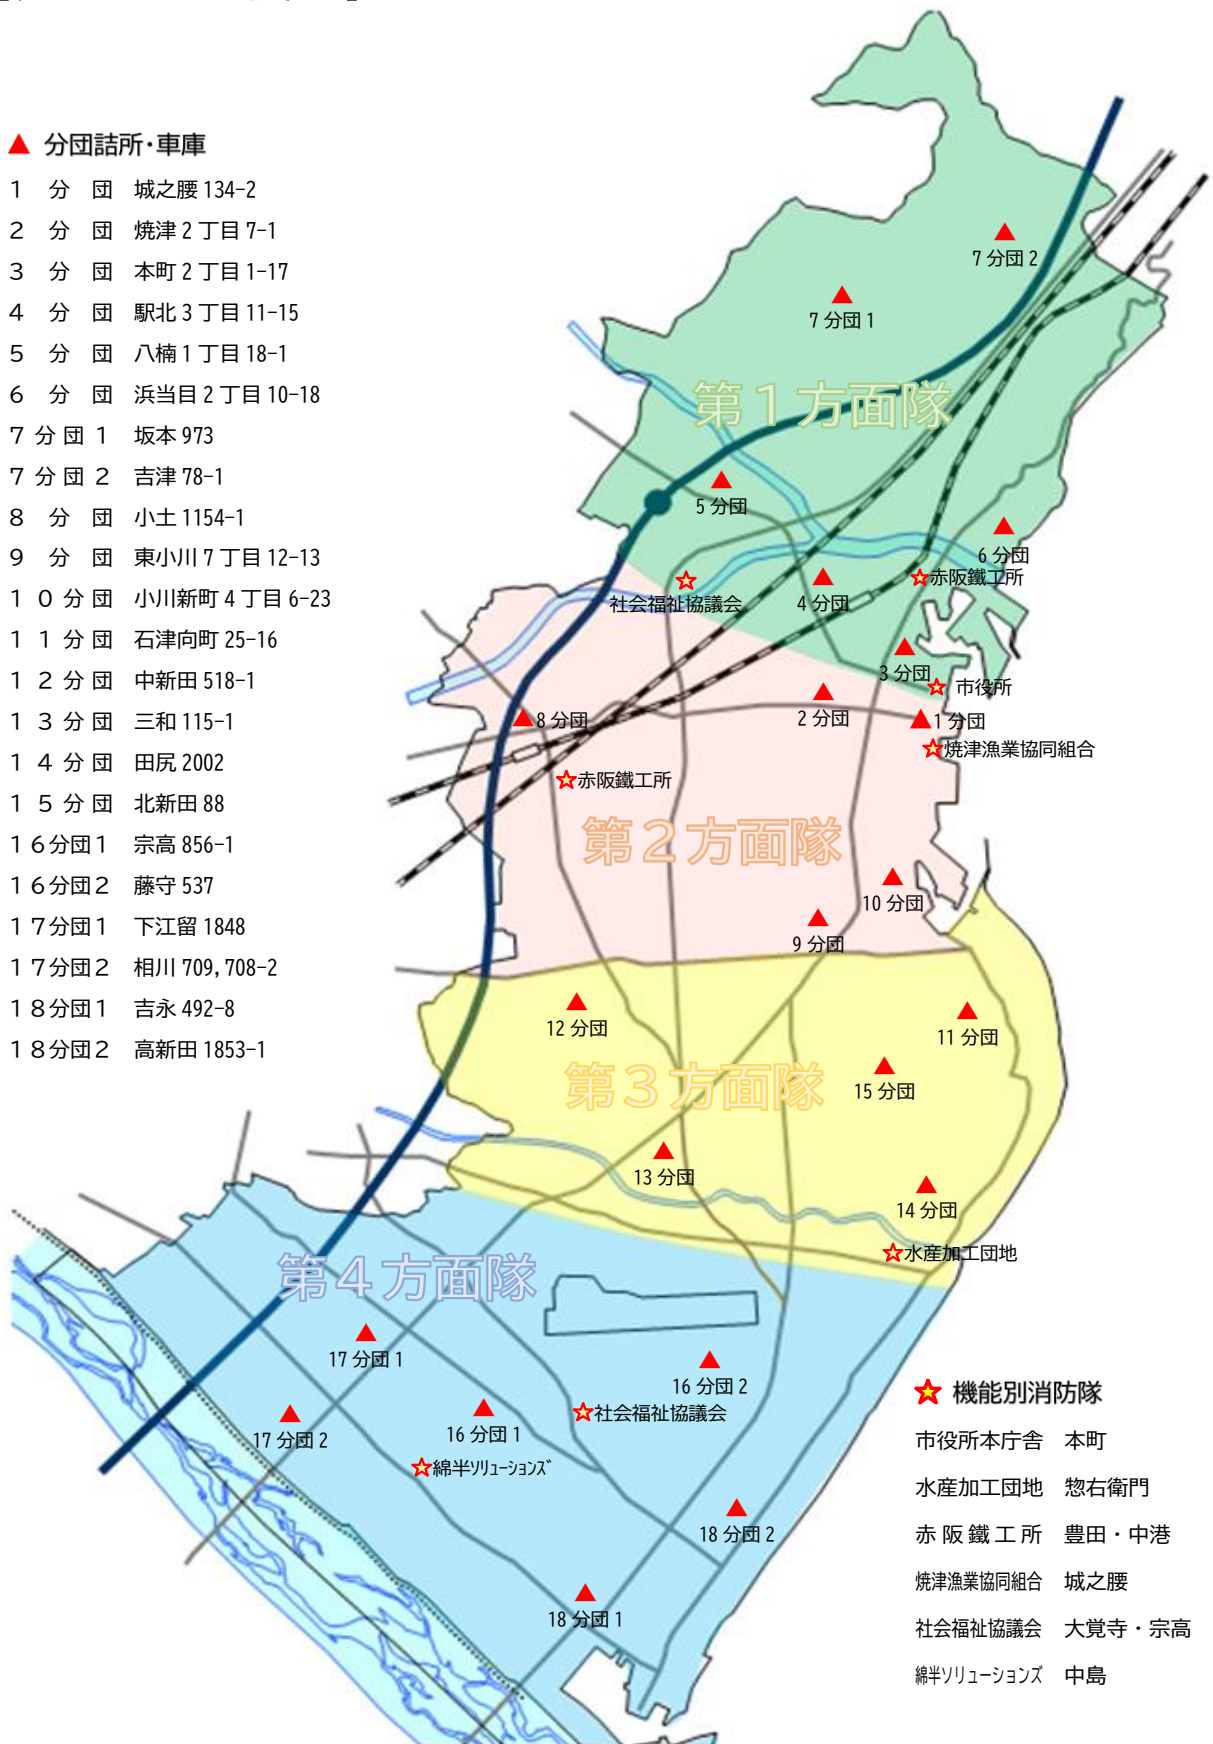 ▲ 分団詰所・車庫
1 分 団 城之腰 134-2
2 分 団 焼津 2 丁目 7-1
3 分 団 本町 2 丁目 1-17
4 分 団 駅北 3 丁目 11-15
5 分 団 八楠 1 丁目 18-1
6 分 団 浜当目 2 丁目 10-18
7 分 団 1 坂本 973
7 分 団 2 吉津 78-1
8 分 団 小土 1154-1
9 分 団 東小川 7 丁目 12-13
1 0 分 団 小川新町 4 丁目 6-23
1 1 分 団 石津向町 25-16
1 2 分 団 中新田 518-1
1 3 分 団 三和 115-1
1 4 分 団 田尻 2002
1 5 分 団 北新田 88
1 6 分団 1 宗高 856-1
1 6 分団 2 藤守 537
1 7 分団 1 下江留 1848
1 7 分団 2 相川 709,708-2
1 8 分団 1 吉永 492-8
1 8 分団 2 高新田 1853-1
7 分団 2
7 分団 1
第1方面隊
5 分団
6 分団
赤阪鐵工所
社会福祉協議会
4 分団
3 分団
市役所
2 分団
1 分団
8 分団
焼津漁業協同組合
赤阪鐵工所
第2方面隊
10 分団
9 分団
12 分団
11 分団
第3方面隊
15 分団
13 分団
14 分団
水産加工団地
第4方面隊
17 分団 1
16 分団 2
社会福祉協議会
17 分団 2
16 分団 1
綿半ソリューションズ
18 分団 2
18 分団 1
機能別消防隊
市役所本庁舎 本町
水産加工団地 惣右衛門
赤 阪 鐵 工 所 豊田・中港
焼津漁業協同組合 城之腰
社会福祉協議会 大覚寺・宗高
綿半ソリューションズ 中島